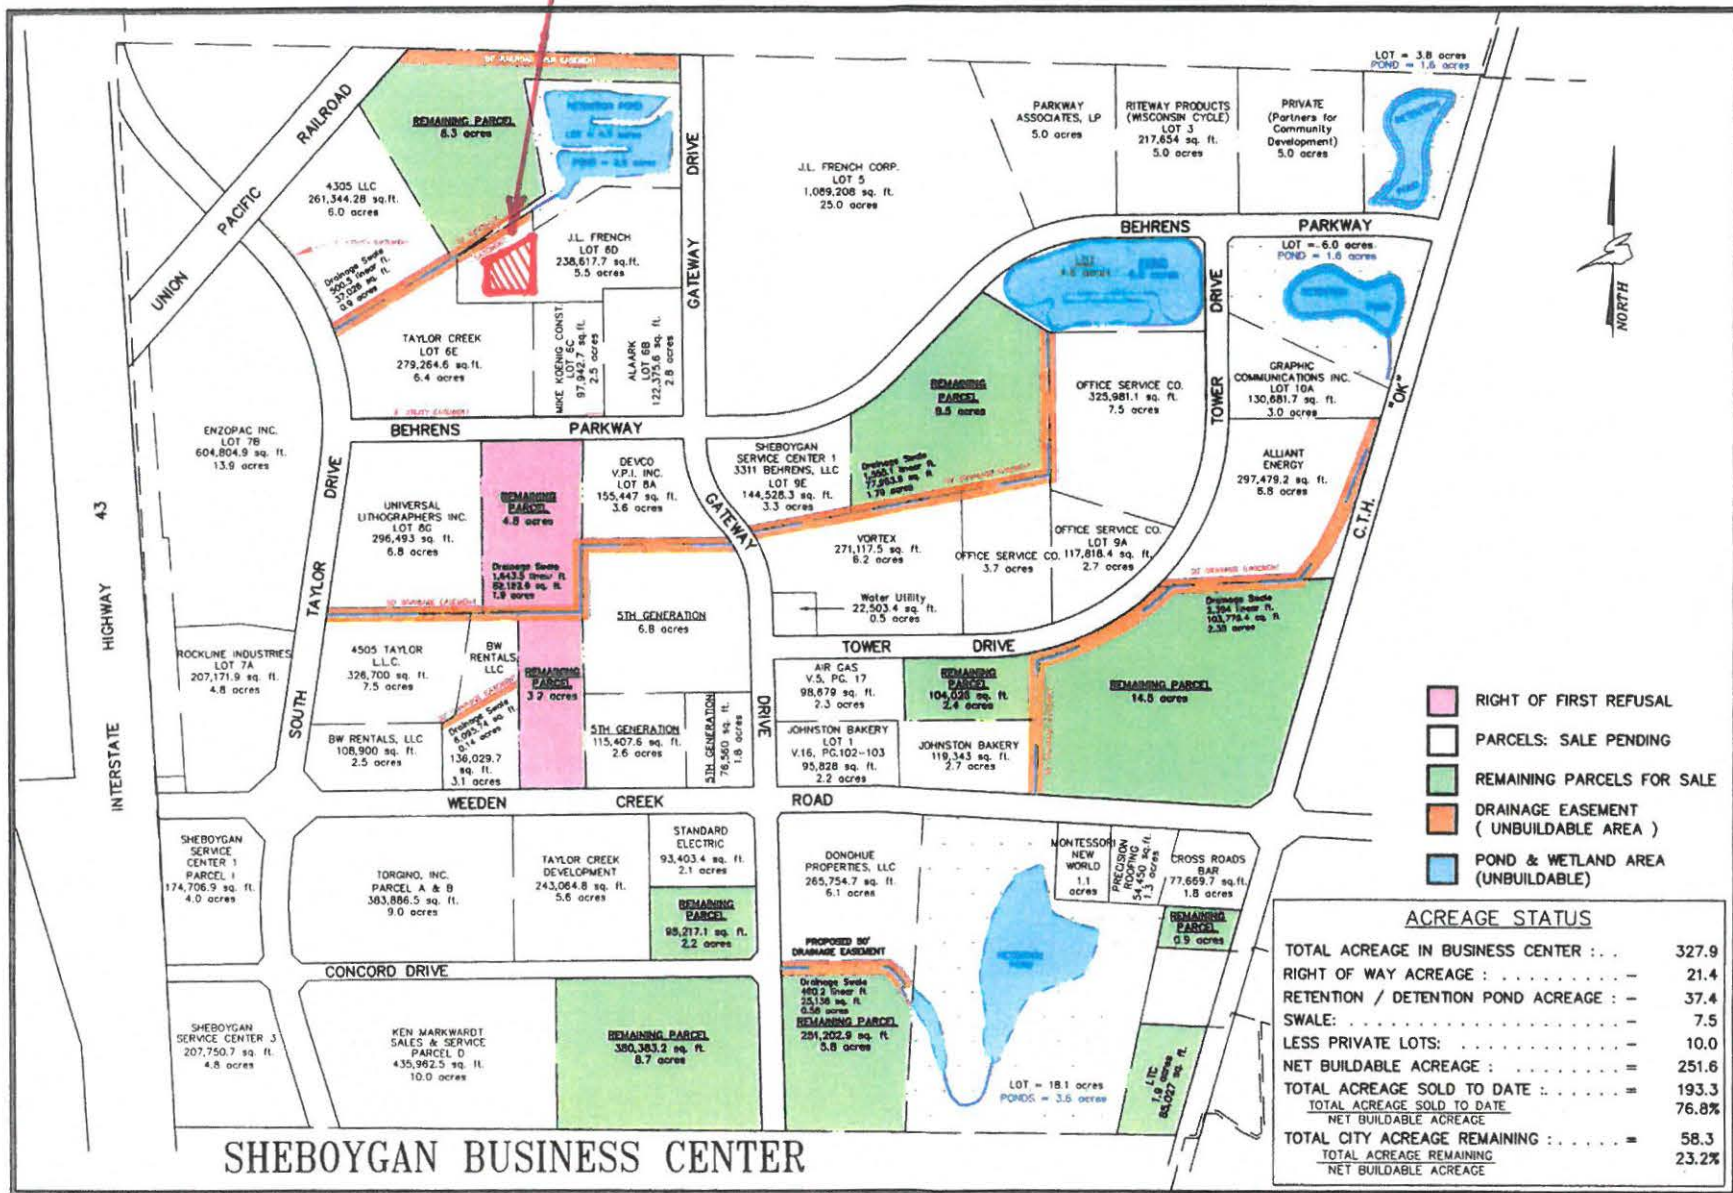 LOT = 3.8 acres
POND = 1.6 acres
50' RAILROAD SPUR EASEMENT
REMAINING PARCEL
8.3 acres
RETENTION POND
UNION PACIFIC RAILROAD
4305 LLC
261,344.28 sq.ft.
6.0 acres
J.L. FRENCH
LOT 6D
238,617.7 sq.ft.
5.5 acres
GATEWAY DRIVE
J.L. FRENCH CORP.
LOT 5
1,089,208 sq. ft.
25.0 acres
PARKWAY
ASSOCIATES, LP
5.0 acres
RITEWAY PRODUCTS
(WISCONSIN CYCLE)
LOT 3
217,654 sq. ft.
5.0 acres
PRIVATE
(Partners for
Community
Development)
5.0 acres
BEHRENS PARKWAY
LOT = 6.0 acres
POND = 1.6 acres
NORTH
Drainage Swale
500.5 linear ft.
37,026 sq. ft.
0.9 acres
TAYLOR CREEK
LOT 6E
279,264.6 sq.ft.
6.4 acres
MIKE KOENIG CONST.
LOT 6C
97,942.7 sq.ft.
2.5 acres
ALAARK
LOT 6B
122,375.6 sq. ft.
2.8 acres
REMAINING
PARCEL
OFFICE SERVICE CO.
325,981.1 sq. ft.
7.5 acres
TOWER DRIVE
GRAPHIC
COMMUNICATIONS INC.
LOT 10A
130,681.7 sq. ft.
3.0 acres
C.T.H. "OK"
ENZOPAC INC.
LOT 7B
604,804.9 sq. ft.
13.9 acres
BEHRENS PARKWAY
SOUTH TAYLOR DRIVE
UNIVERSAL
LITHOGRAPHERS INC.
296,493 sq. ft.
6.8 acres
REMAINING
PARCEL
4.8 acres
DEVCO
V.P.I. INC.
LOT 8A
155,447 sq. ft.
3.6 acres
GATEWAY DRIVE
SHEBOYGAN
SERVICE CENTER 1
3311 BEHRENS, LLC
LOT 9E
144,528.3 sq. ft.
3.3 acres
ALLIANT
ENERGY
297,479.2 sq. ft.
6.8 acres
VORTEX
271,117.5 sq. ft.
6.2 acres
OFFICE SERVICE CO.
3.7 acres
OFFICE SERVICE CO.
LOT 9A
117,818.4 sq. ft.
2.7 acres
Water Utility
22,503.4 sq. ft.
0.5 acres
50' DRAINAGE EASEMENT
INTERSTATE HIGHWAY 43
ROCKLINE INDUSTRIES
LOT 7A
207,171.9 sq. ft.
4.8 acres
4505 TAYLOR
L.L.C.
326,700 sq. ft.
7.5 acres
BW
RENTALS,
LLC
REMAINING
PARCEL
5TH GENERATION
6.8 acres
TOWER DRIVE
AIR GAS
V.5, PG. 17
98,679 sq. ft.
2.3 acres
REMAINING
PARCEL
2.4 acres
REMAINING PARCEL
BW RENTALS, LLC
108,900 sq. ft.
2.5 acres
136,029.7
sq. ft.
3.1 acres
5TH GENERATION
115,407.6 sq. ft.
2.6 acres
5TH GENERATION
76,560 sq. ft.
1.8 acres
JOHNSTON BAKERY
LOT 1
V.16, PG.102-103
95,828 sq. ft.
2.2 acres
JOHNSTON BAKERY
119,343 sq. ft.
2.7 acres
WEEDEN CREEK ROAD
RIGHT OF FIRST REFUSAL
PARCELS: SALE PENDING
REMAINING PARCELS FOR SALE
DRAINAGE EASEMENT
( UNBUILDABLE AREA )
POND & WETLAND AREA
(UNBUILDABLE)
SHEBOYGAN
SERVICE
CENTER 1
PARCEL I
174,706.9 sq. ft.
4.0 acres
TORGINO, INC.
PARCEL A & B
383,886.5 sq. ft.
9.0 acres
TAYLOR CREEK
DEVELOPMENT
243,064.8 sq. ft.
5.6 acres
STANDARD
ELECTRIC
93,403.4 sq. ft.
2.1 acres
REMAINING
PARCEL
2.2 acres
DONOHUE
PROPERTIES, LLC
265,754.7 sq. ft.
6.1 acres
MONTESSORI
NEW
WORLD
1.1
acres
PRECISION
ROOFING
54,450 sq.ft.
1.3 acres
CROSS ROADS
BAR
77,659.7 sq.ft.
1.8 acres
REMAINING
PARCEL
0.9 acres
PROPOSED 50'
DRAINAGE EASEMENT
CONCORD DRIVE
Drainage Swale
REMAINING PARCEL
SHEBOYGAN
SERVICE CENTER 3
207,750.7 sq. ft.
4.8 acres
KEN MARKWARDT
SALES & SERVICE
PARCEL D
435,962.5 sq. ft.
10.0 acres
REMAINING PARCEL
380,383.2 sq. ft.
8.7 acres
LOT = 18.1 acres
PONDS = 3.6 acres
LTC
SHEBOYGAN BUSINESS CENTER
ACREAGE STATUS
TOTAL ACREAGE IN BUSINESS CENTER : . . 327.9
RIGHT OF WAY ACREAGE : . . . . . . . . - 21.4
RETENTION / DETENTION POND ACREAGE : - 37.4
SWALE: . . . . . . . . . . . . . . . . - 7.5
LESS PRIVATE LOTS: . . . . . . . . . . - 10.0
NET BUILDABLE ACREAGE : . . . . . . . = 251.6
TOTAL ACREAGE SOLD TO DATE : . . . . . = 193.3
TOTAL ACREAGE SOLD TO DATE 76.8%
NET BUILDABLE ACREAGE
TOTAL CITY ACREAGE REMAINING : . . . . . = 58.3
TOTAL ACREAGE REMAINING 23.2%
NET BUILDABLE ACREAGE